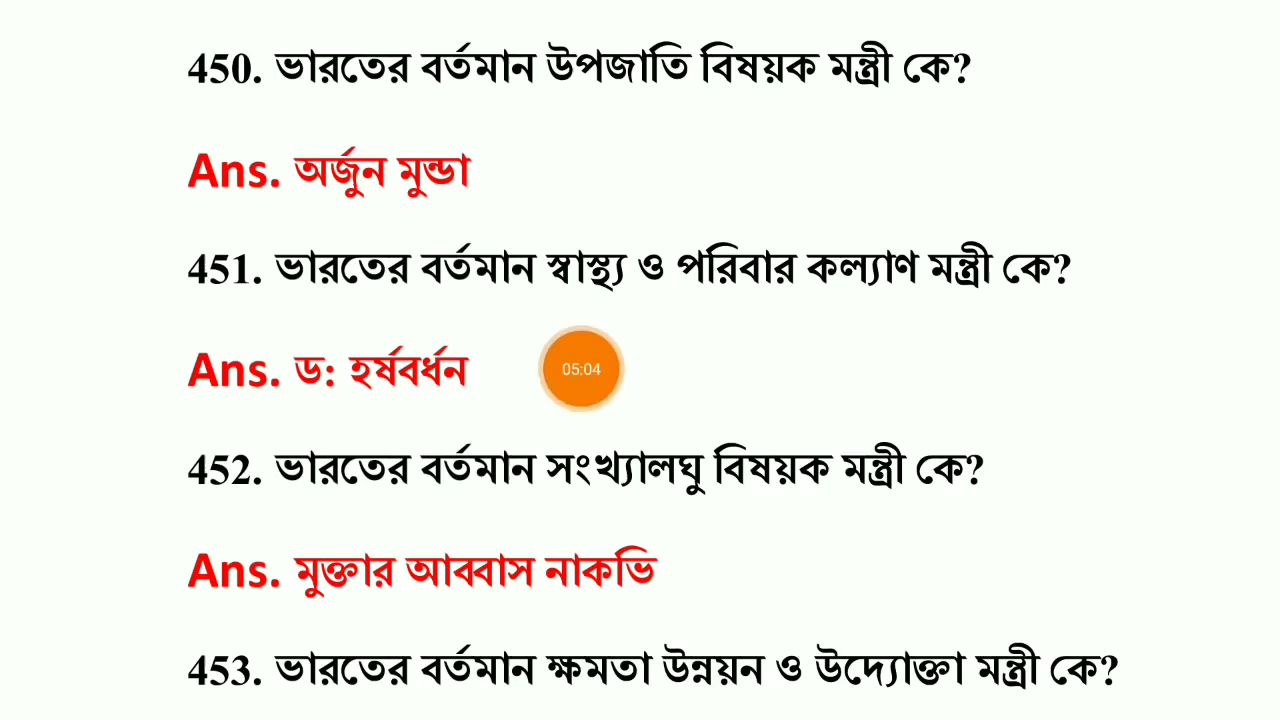 450. ভারতের বর্তমান উপজাতি বিষয়ক মন্ত্রী কে?
Ans. অর্জুন মুন্ডা
451. ভারতের বর্তমান স্বাস্থ্য ও পরিবার কল্যাণ মন্ত্রী কে?
Ans. ড: হর্ষবর্ধন
05:04
452. ভারতের বর্তমান সংখ্যালঘু বিষয়ক মন্ত্রী কে?
Ans. মুক্তার আব্বাস নাকভি
453. ভারতের বর্তমান ক্ষমতা উন্নয়ন ও উদ্যোক্তা মন্ত্রী কে?